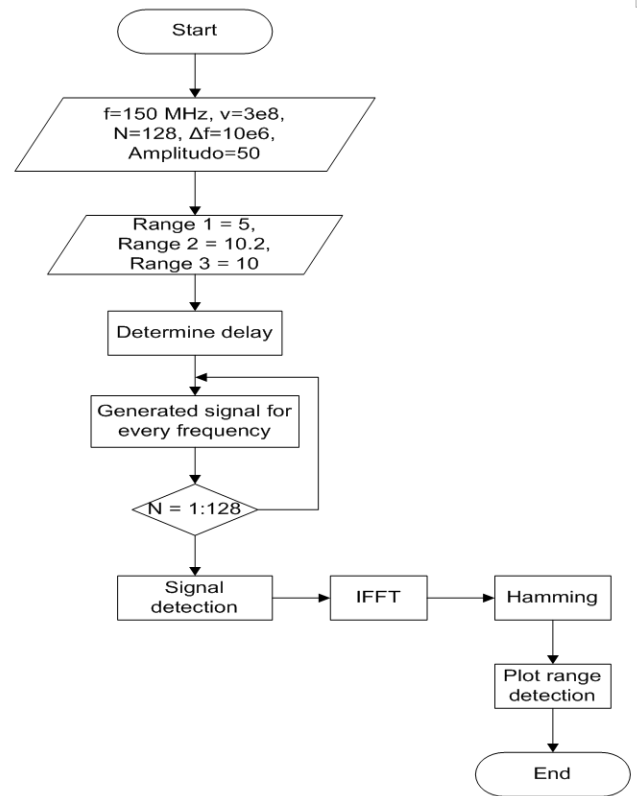 Start
f=150 MHz, v=3e8,
N=128, Δf=10e6,
Amplitudo=50
Range 1 = 5,
Range 2 = 10.2,
Range 3 = 10
Determine delay
Generated signal for
every frequency
N = 1:128
Signal
detection
IFFT
Hamming
Plot range
detection
End